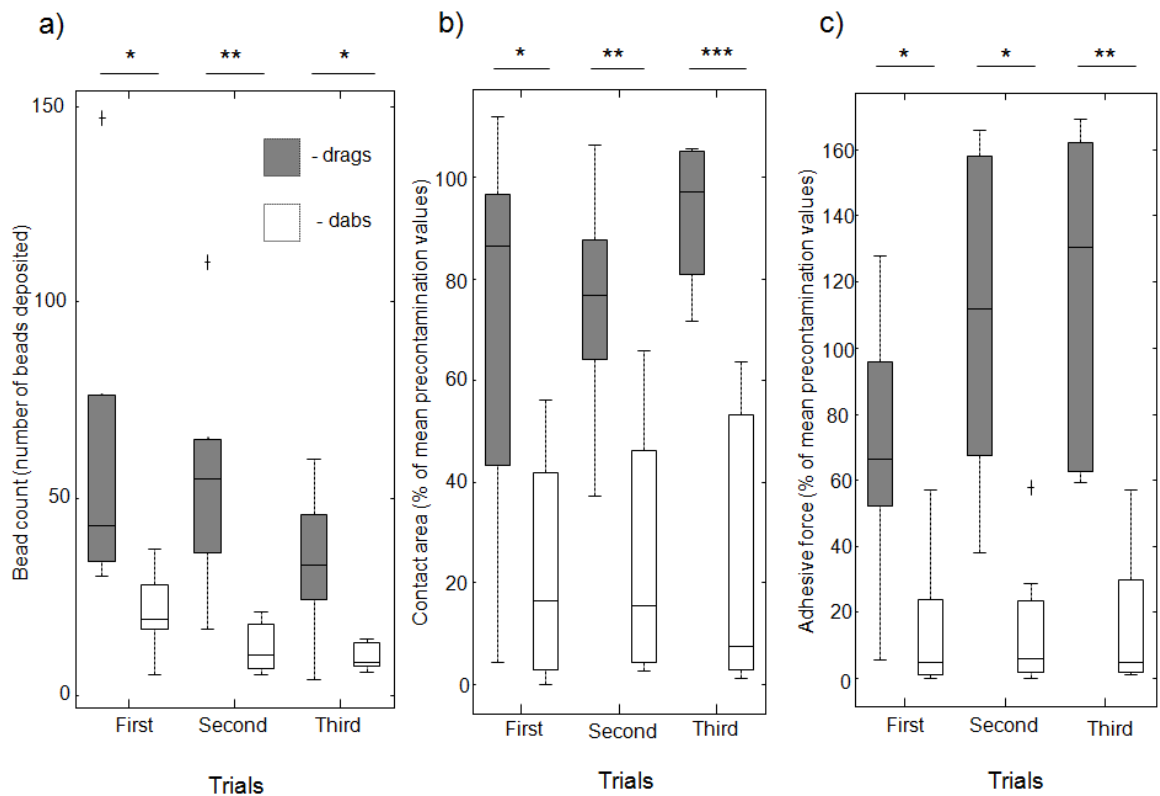 a)
* ** *
Bead count (number of beads deposited)
150
100
50
0
- drags
- dabs
First Second Third
Trials
b)
* ** ***
Contact area (% of mean precontamination values)
100
80
60
40
20
0
First Second Third
Trials
c)
* * **
Adhesive force (% of mean precontamination values)
160
140
120
100
80
60
40
20
0
First Second Third
Trials